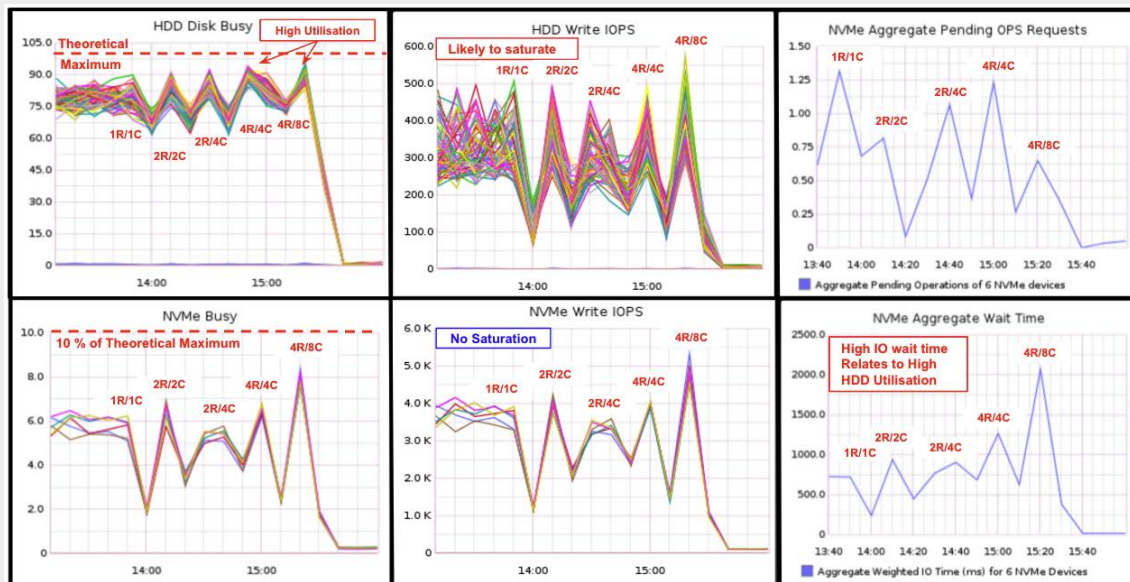 HDD Disk Busy
105.0
90.0
75.0
60.0
45.0
30.0
15.0
0.0
Theoretical
Maximum
High Utilisation
1R/1C
2R/2C
2R/4C
4R/4C
4R/8C
14:00
15:00
HDD Write IOPS
600.0
500.0
400.0
300.0
200.0
100.0
0
Likely to saturate
1R/1C
2R/2C
2R/4C
4R/4C
4R/8C
14:00
15:00
NVMe Aggregate Pending OPS Requests
1.50
1.25
1.00
0.75
0.50
0.25
0
1R/1C
2R/2C
2R/4C
4R/4C
4R/8C
13:40
14:00
14:20
14:40
15:00
15:20
15:40
Aggregate Pending Operations of 6 NVMe devices
NVMe Busy
10.0
8.0
6.0
4.0
2.0
0
10 % of Theoretical Maximum
1R/1C
2R/2C
2R/4C
4R/4C
4R/8C
14:00
15:00
NVMe Write IOPS
6.0 K
5.0 K
4.0 K
3.0 K
2.0 K
1.0 K
0.0
No Saturation
1R/1C
2R/2C
2R/4C
4R/4C
4R/8C
14:00
15:00
NVMe Aggregate Wait Time
2500.0
2000.0
1500.0
1000.0
500.0
0
High IO wait time
Relates to High
HDD Utilisation
1R/1C
2R/2C
2R/4C
4R/4C
4R/8C
13:40
14:00
14:20
14:40
15:00
15:20
15:40
Aggregate Weighted IO Time (ms) for 6 NVMe Devices